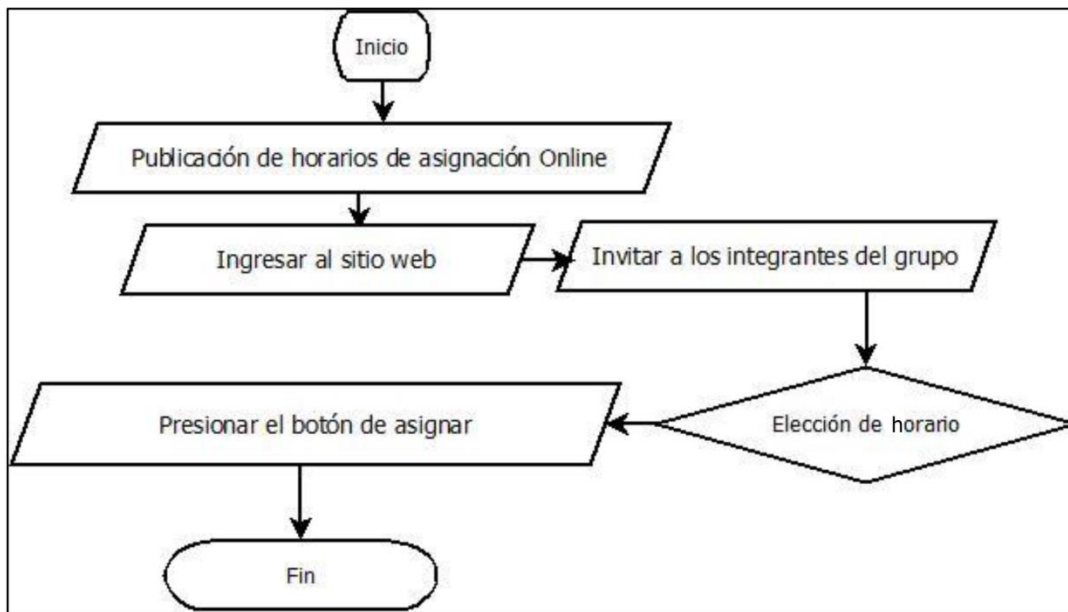 Inicio
Publicación de horarios de asignación Online
Ingresar al sitio web
Invitar a los integrantes del grupo
Elección de horario
Presionar el botón de asignar
Fin